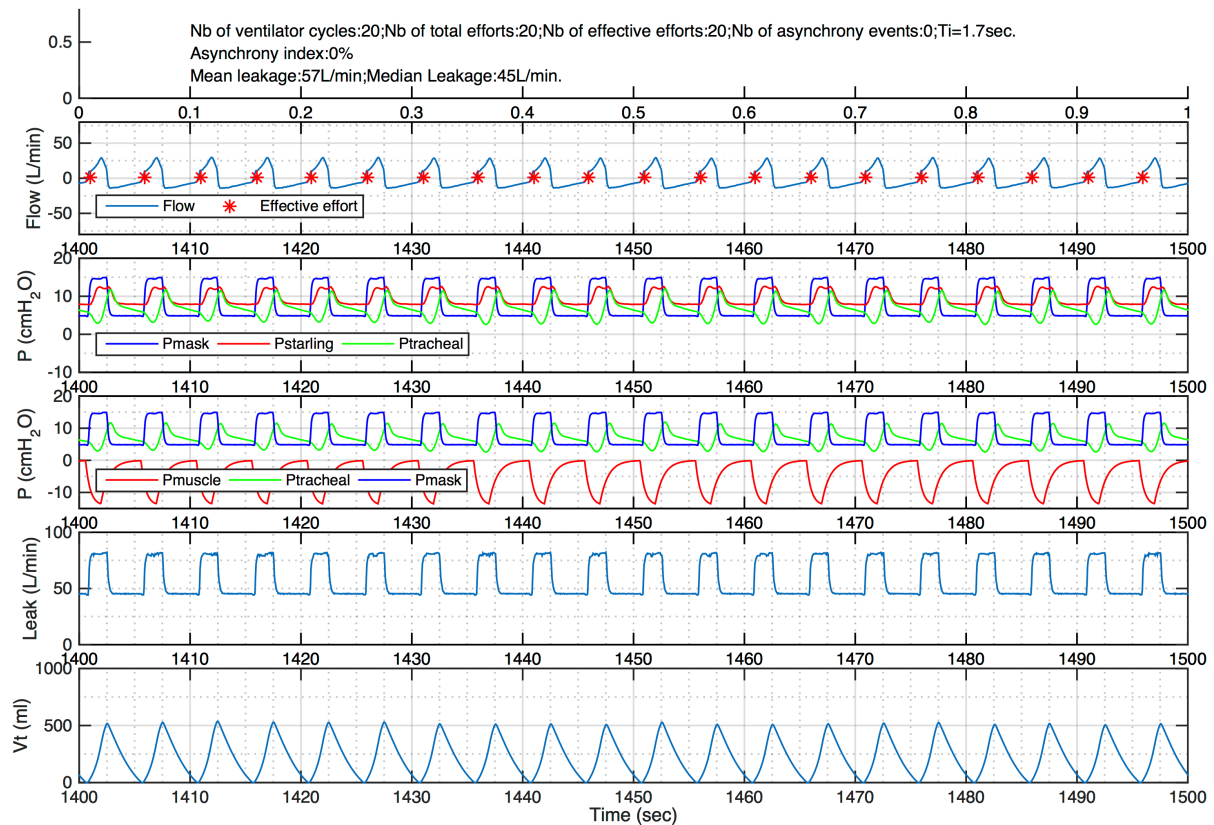 Nb of ventilator cycles:20;Nb of total efforts:20;Nb of effective efforts:20;Nb of asynchrony events:0;Ti=1.7sec.
0.5
Asynchrony index:0%
Mean leakage:57L/min;Median Leakage:45L/min.
0
0 0.1 0.2 0.3 0.4 0.5 0.6 0.7 0.8 0.9 1
Flow (L/min)
50
0
-50
Flow Effective effort
1400 1410 1420 1430 1440 1450 1460 1470 1480 1490 1500
P (cmH2O)
20
10
0
-10
Pmask Pstarling Ptracheal
1400 1410 1420 1430 1440 1450 1460 1470 1480 1490 1500
P (cmH2O)
20
10
0
-10
Pmuscle Ptracheal Pmask
1400 1410 1420 1430 1440 1450 1460 1470 1480 1490 1500
Leak (L/min)
100
50
0
1400 1410 1420 1430 1440 1450 1460 1470 1480 1490 1500
Vt (ml)
1000
500
0
1400 1410 1420 1430 1440 1450 1460 1470 1480 1490 1500
Time (sec)